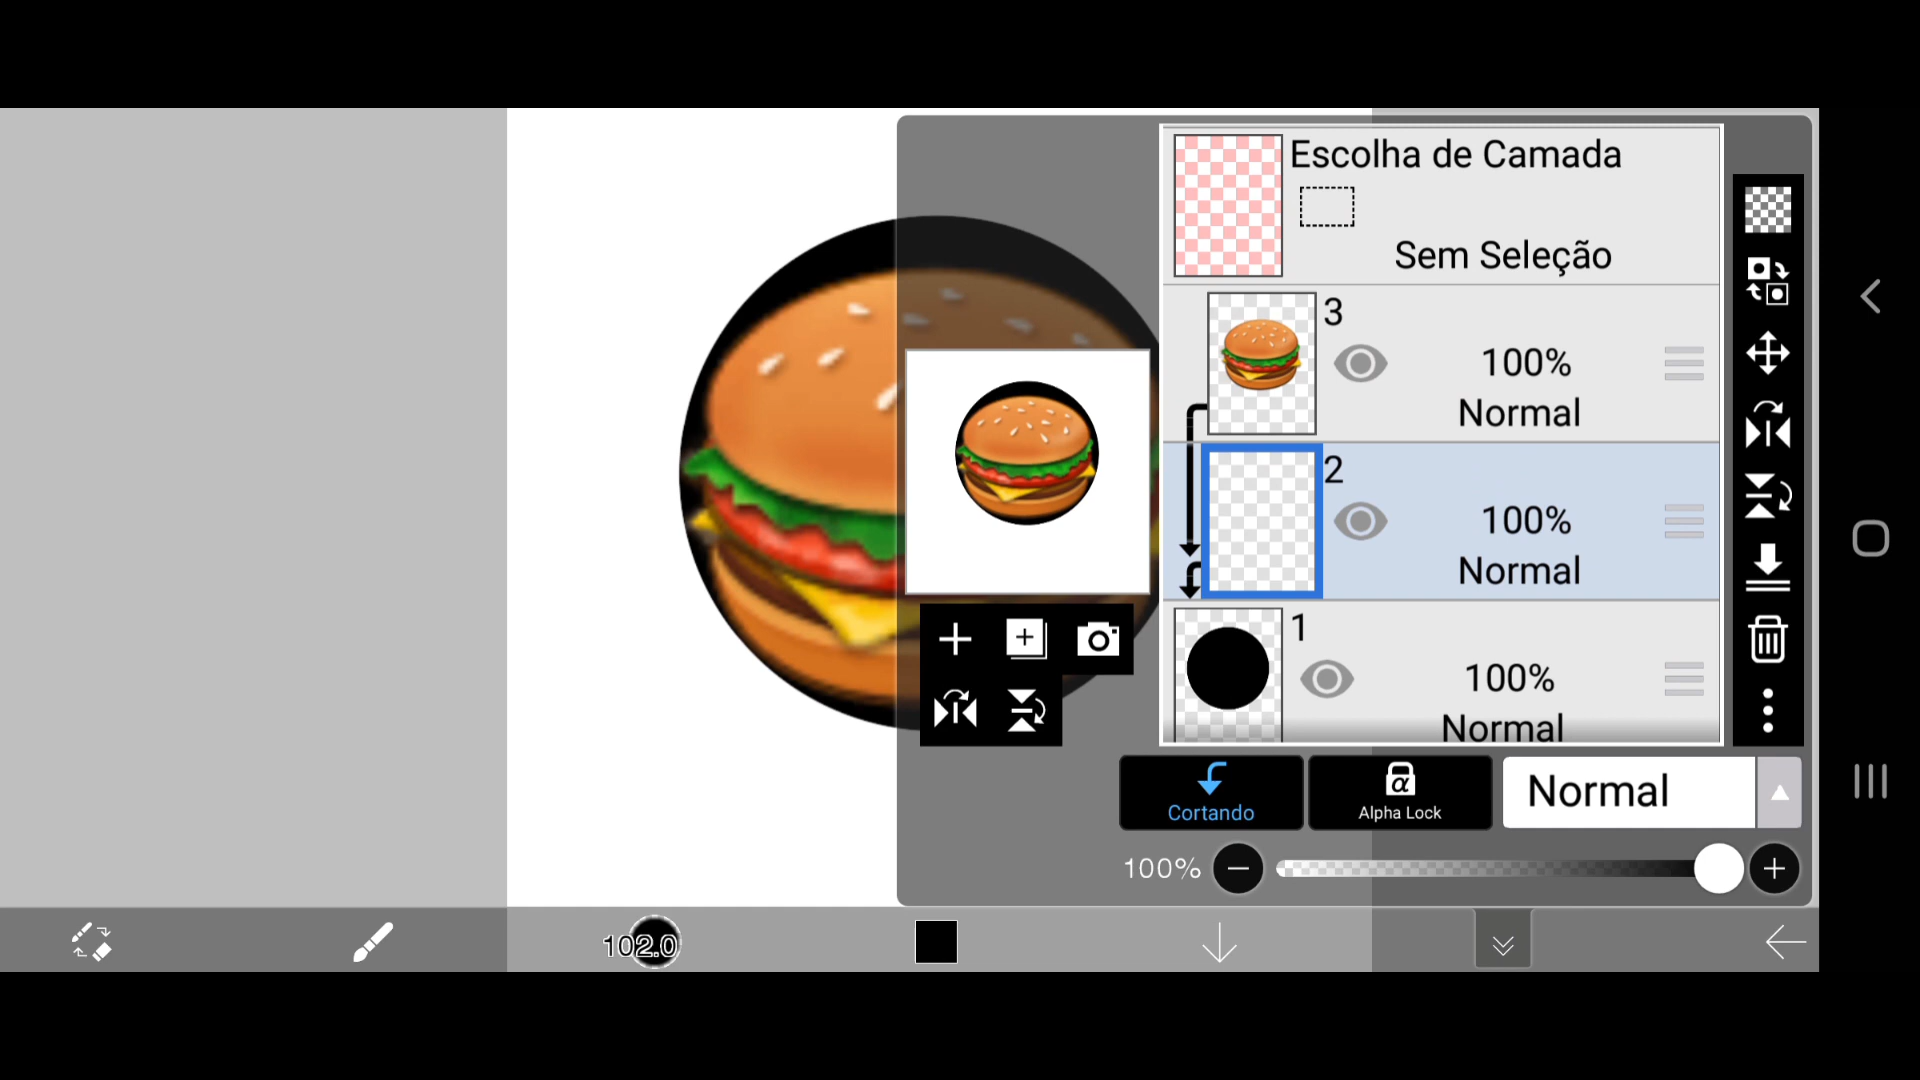 Escolha de Camada
Sem Seleção
3
100%
Normal
2
100%
Normal
1
100%
Normal
Cortando
α
Alpha Lock
Normal
100%
102.0